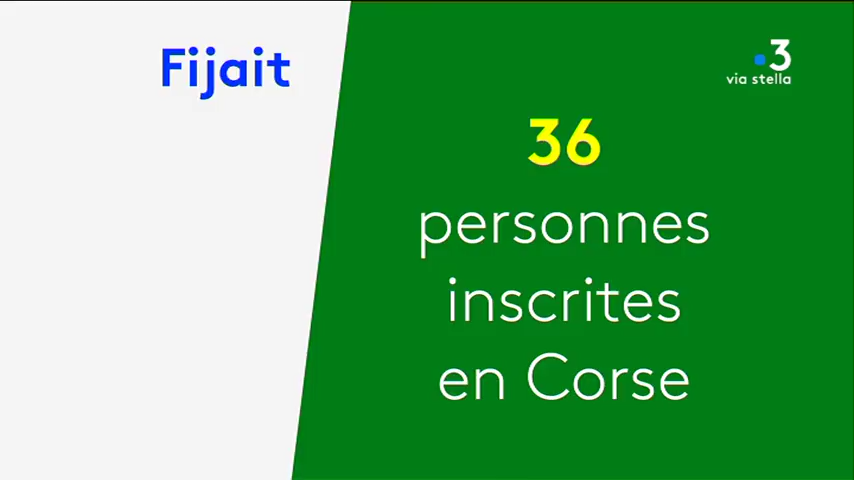 Fijait
3
via stella
36
personnes
inscrites
en Corse